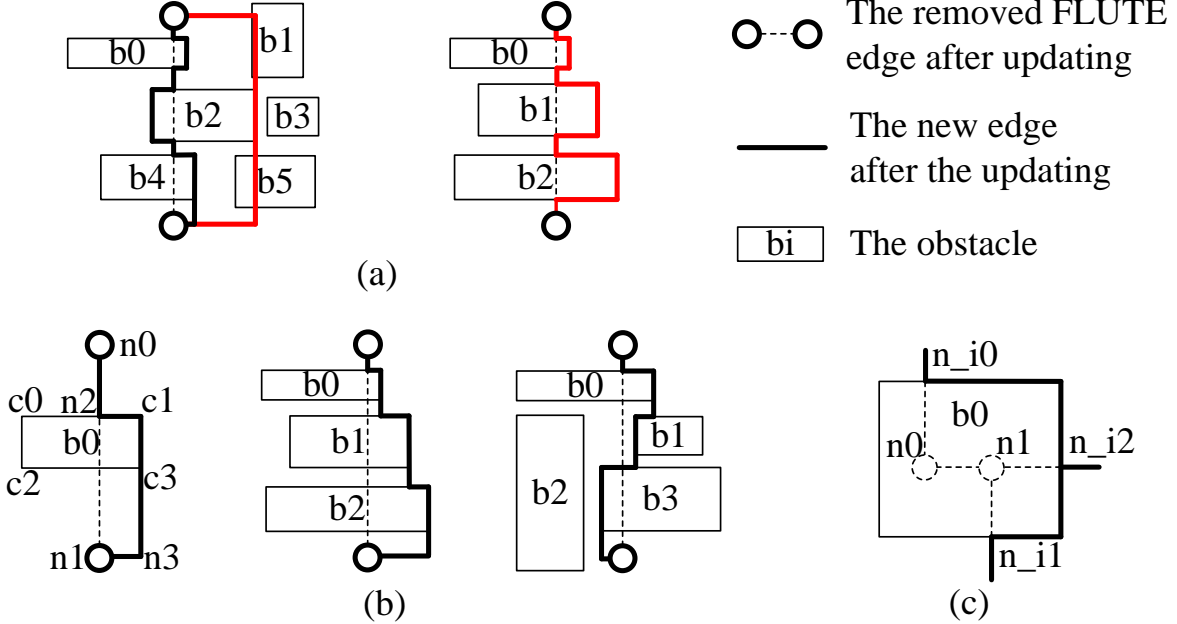 b0
b1
b2
b3
b4
b5
b0
b1
b2
(a)
The removed FLUTE
edge after updating
The new edge
after the updating
bi
The obstacle
n0
c0
n2
c1
b0
c2
c3
n1
n3
b0
b1
b2
b0
b1
b2
b3
(b)
n_i0
b0
n0
n1
n_i2
n_i1
(c)